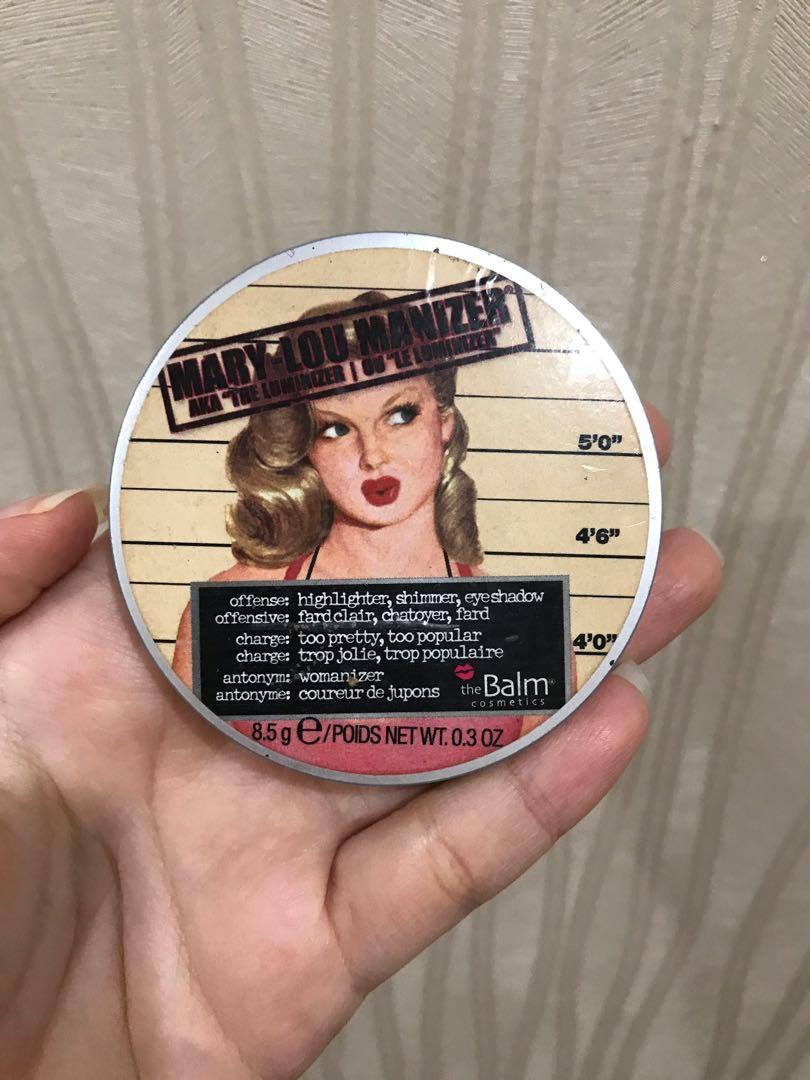 MARY-LOU MANIZER®
AKA "THE LUMINIZER | OU "LE LUMINIZER"
5'0"
4'6"
4'0"
offense: highlighter, shimmer, eyeshadow
offensive: fard clair, chatoyer, fard
charge: too pretty, too popular
charge: trop jolie, trop populaire
antonym: womanizer
antonyme: coureur de jupons
theBalm®
cosmetics
8.5 g ℮/POIDS NET WT. 0.3 OZ